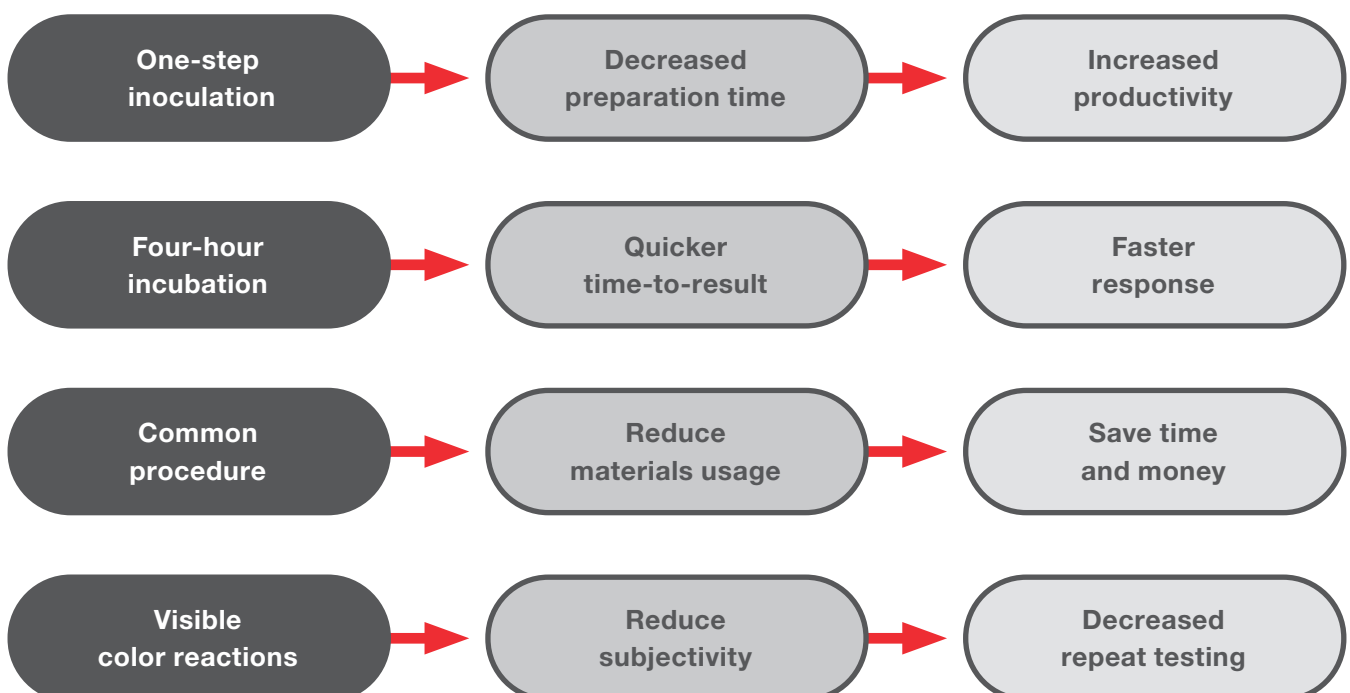 One-step
inoculation
Decreased
preparation time
Increased
productivity
Four-hour
incubation
Quicker
time-to-result
Faster
response
Common
procedure
Reduce
materials usage
Save time
and money
Visible
color reactions
Reduce
subjectivity
Decreased
repeat testing